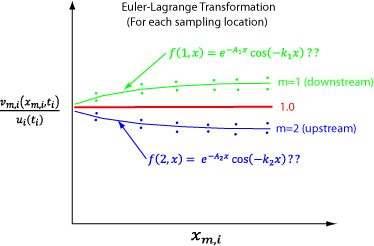 Euler-Lagrange Transformation
(For each sampling location)
f(1,x) = e^{-A_1x} cos(-k_1x) ??
m=1 (downstream)
v_{m,i}(x_{m,i},t_i)
u_i(t_i)
1.0
m=2 (upstream)
f(2,x) = e^{-A_2x} cos(-k_2x) ??
x_{m,i}